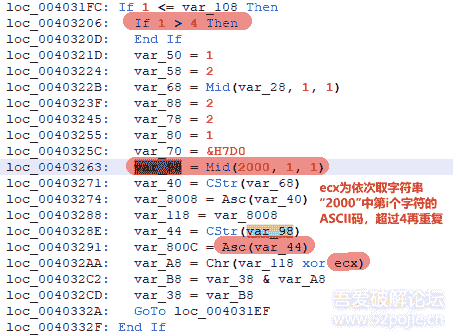 loc_004031FC: If 1 <= var_108 Then
loc_00403206: If 1 > 4 Then
loc_0040320D: End If
loc_0040321D: var_50 = 1
loc_00403224: var_58 = 2
loc_0040322B: var_68 = Mid(var_28, 1, 1)
loc_0040323F: var_88 = 2
loc_00403245: var_78 = 2
loc_00403255: var_80 = 1
loc_0040325C: var_70 = &H7D0
loc_00403263: = Mid(2000, 1, 1)
loc_00403271: var_40 = CStr(var_68)
loc_00403274: var_8008 = Asc(var_40)
loc_00403288: var_118 = var_8008
loc_0040328E: var_44 = CStr(var_98)
loc_00403291: var_800C = Asc(var_44)
loc_004032AA: var_A8 = Chr(var_118 xor ecx)
loc_004032C2: var_B8 = var_38 & var_A8
loc_004032CD: var_38 = var_B8
loc_0040332A: GoTo loc_004031EF
loc_0040332F: End If
ecx为依次取字符串
“2000”中第i个字符的
ASCII码，超过4再重复
吾爱破解论坛
www.52pojie.cn